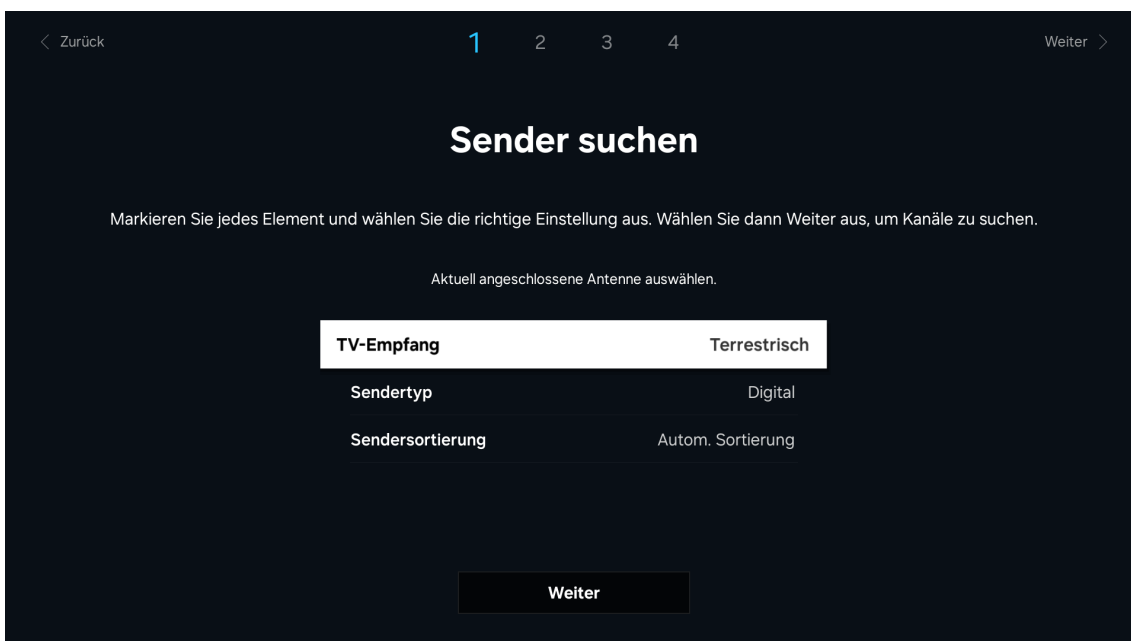 Zurück
1 2 3 4
Weiter
Sender suchen
Markieren Sie jedes Element und wählen Sie die richtige Einstellung aus. Wählen Sie dann Weiter aus, um Kanäle zu suchen.
Aktuell angeschlossene Antenne auswählen.
TV-Empfang Terrestrisch
Sendertyp Digital
Sendersortierung Autom. Sortierung
Weiter